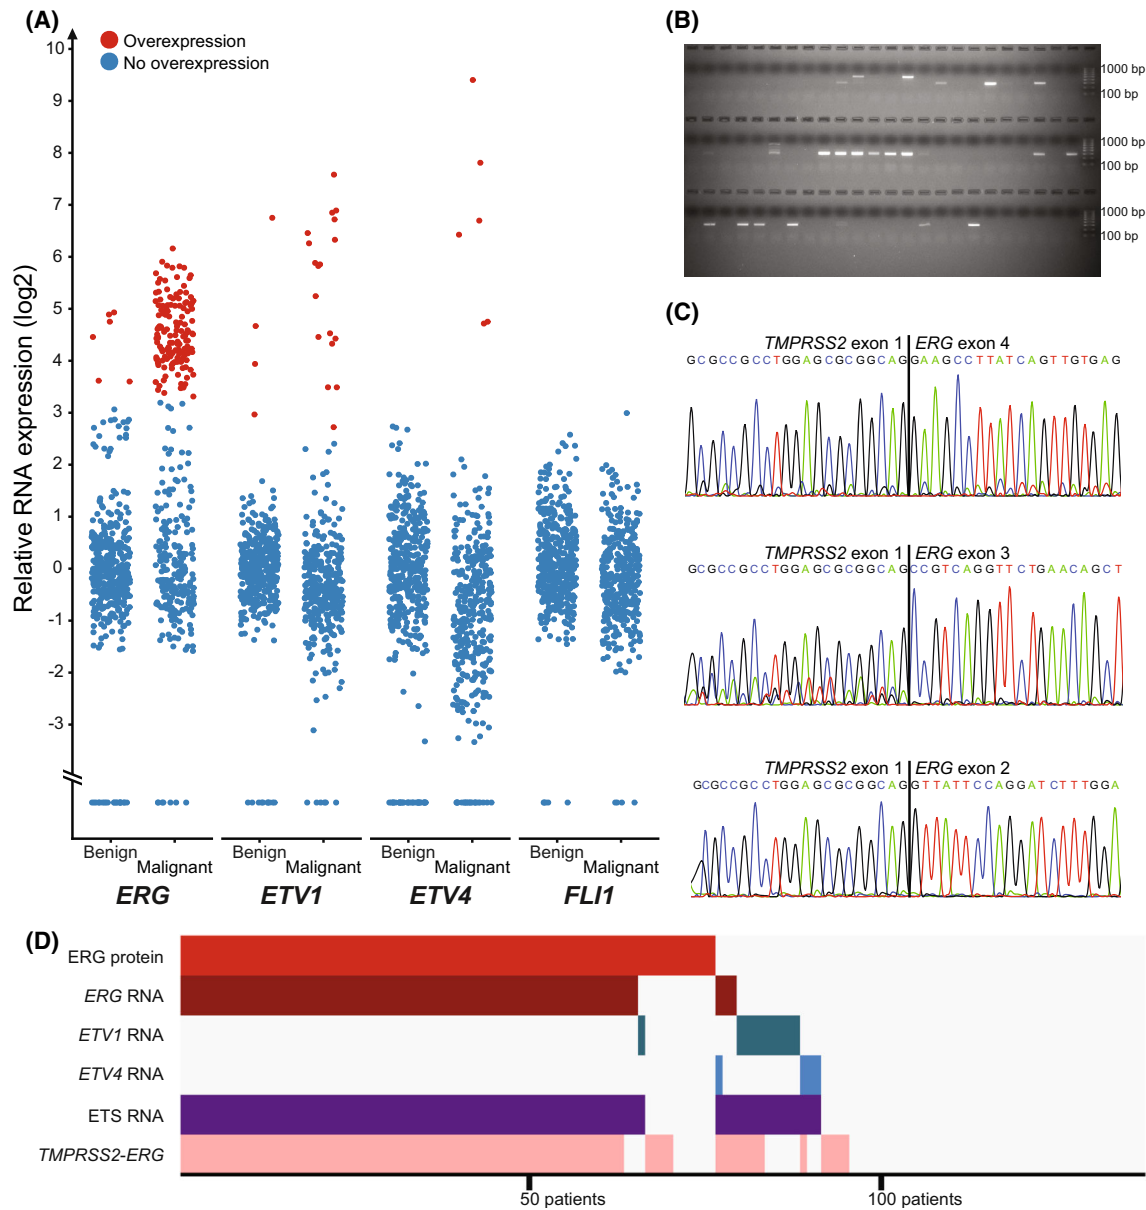 (A)
Overexpression
No overexpression
Relative RNA expression (log2)
10
9
8
7
6
5
4
3
2
1
0
-1
-2
-3
Benign
Malignant
Benign
Malignant
Benign
Malignant
Benign
Malignant
ERG
ETV1
ETV4
FLI1
(B)
1000 bp
100 bp
1000 bp
100 bp
1000 bp
100 bp
(C)
TMPRSS2 exon 1 ERG exon 4
GCGCCGCCTGGAGCGCGGCAGGAAGCCTTATCAGTTGTGAG
TMPRSS2 exon 1 ERG exon 3
GCGCCGCCTGGAGCGCGGCAGCCGTCAGGTTCTGAACAGCT
TMPRSS2 exon 1 ERG exon 2
GCGCCGCCTGGAGCGCGGCAGGTTATTCCAGGATCTTTGGA
(D)
ERG protein
ERG RNA
ETV1 RNA
ETV4 RNA
ETS RNA
TMPRSS2-ERG
50 patients
100 patients